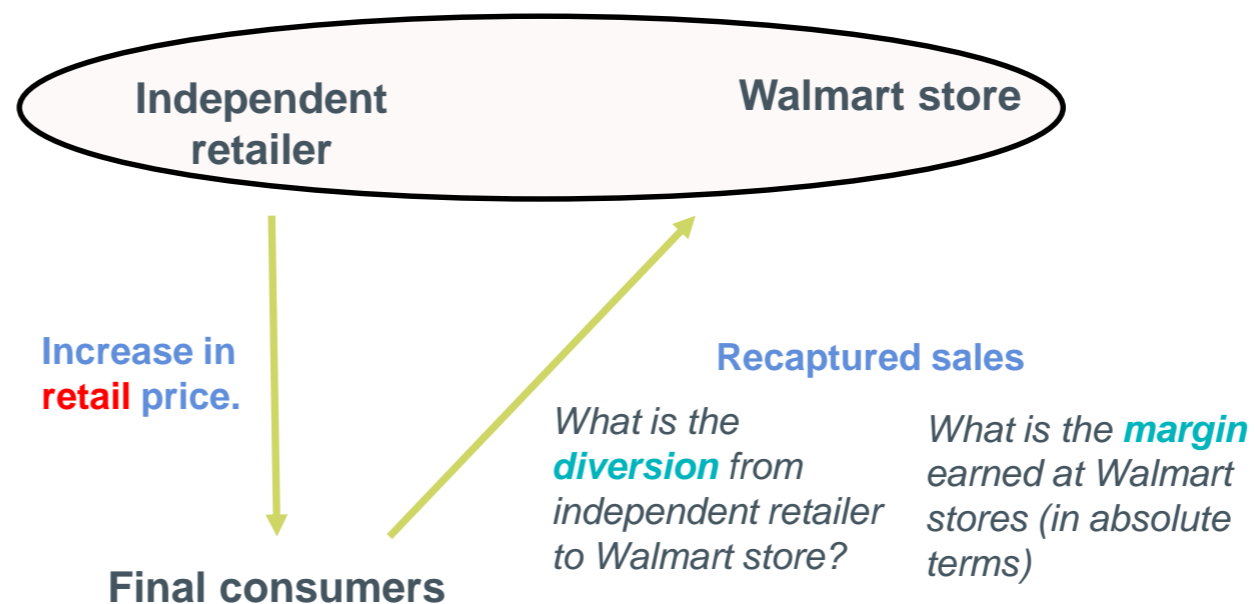 Independent
retailer
Walmart store
Increase in
retail price.
Recaptured sales
What is the
diversion from
independent retailer
to Walmart store?
What is the margin
earned at Walmart
stores (in absolute
terms)
Final consumers